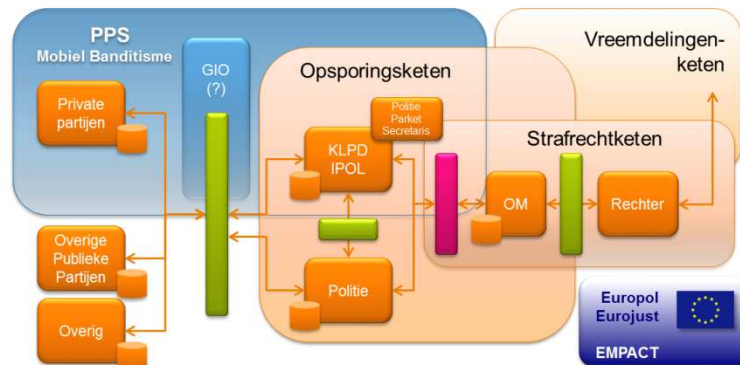 PPS
Mobiel Banditisme
GIO
(?)
Private
partijen
Overige
Publieke
Partijen
Overig
Opsporingsketen
Politie
Parket
Secretaris
KLPD
IPOL
Politie
Vreemdelingen-
keten
Strafrechtketen
OM
Rechter
Europol
Eurojust
EMPACT